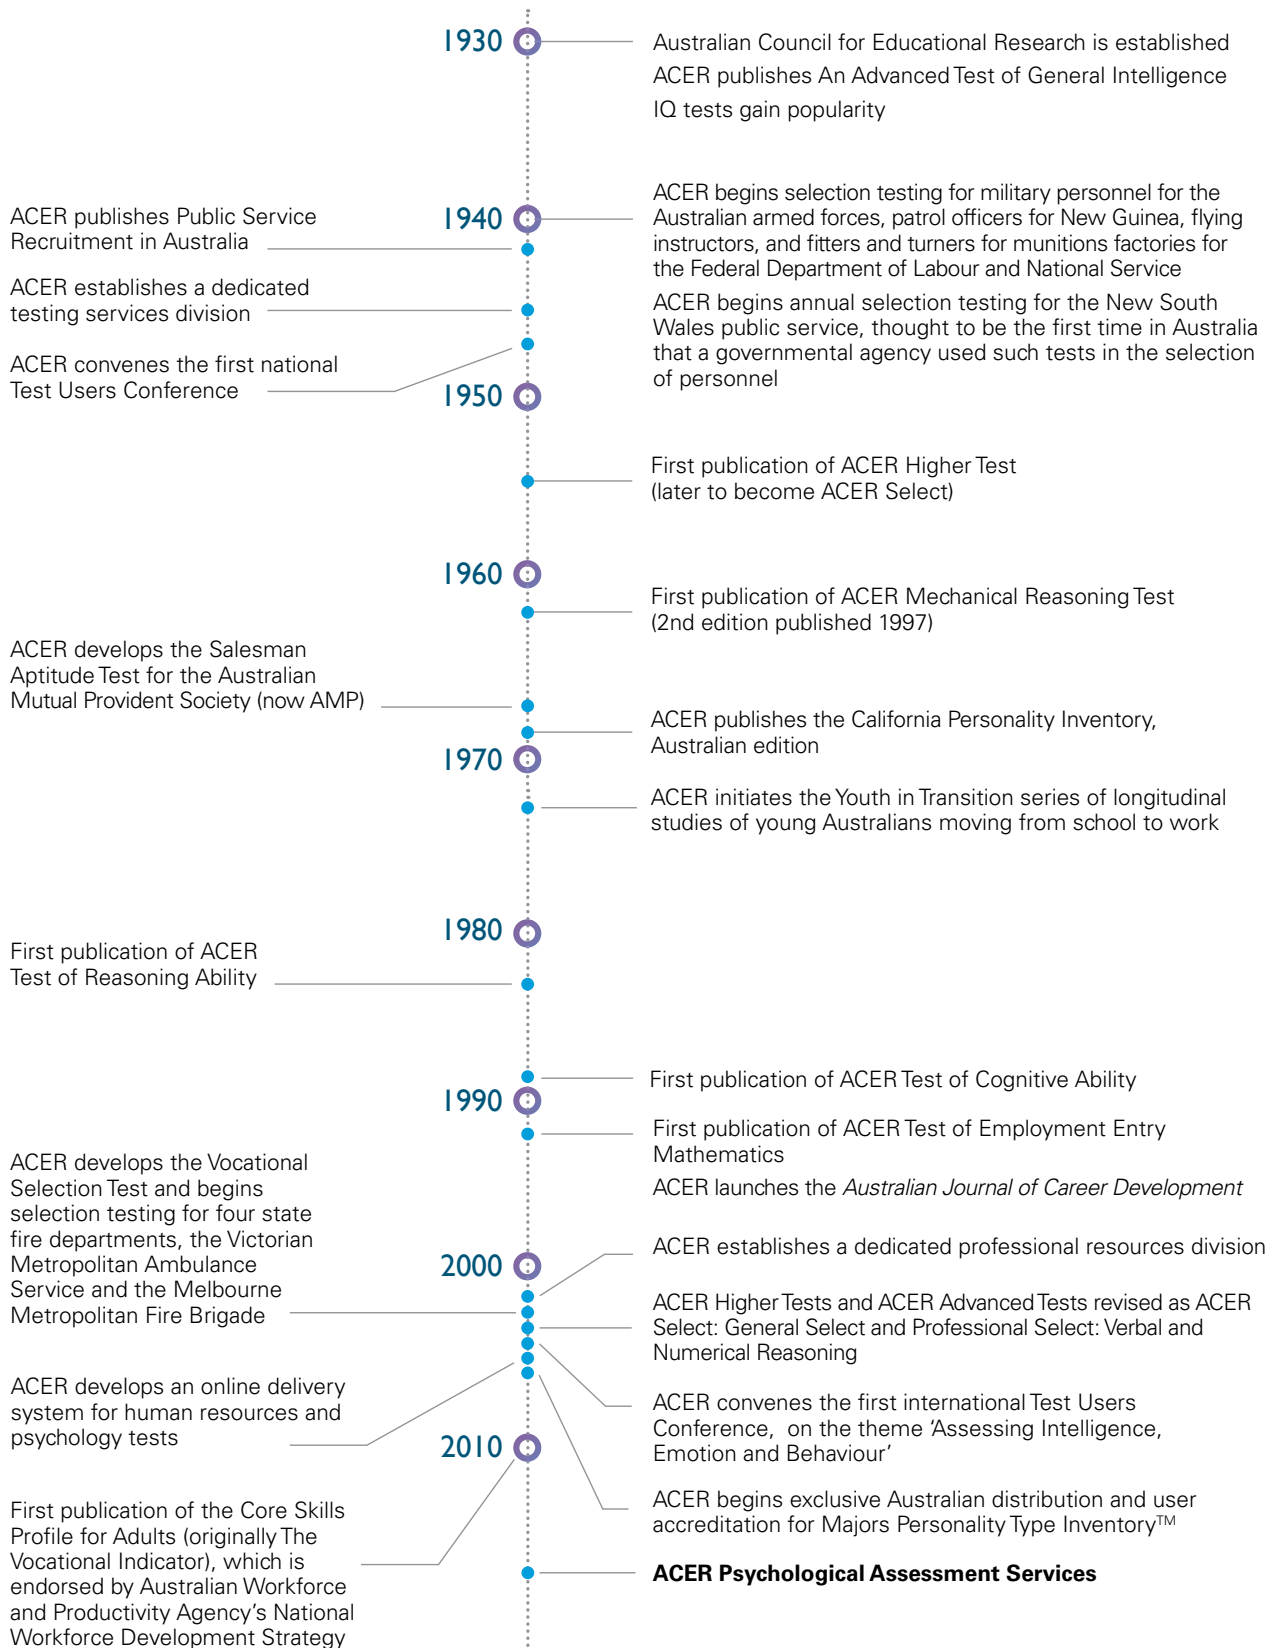 1930
Australian Council for Educational Research is established
ACER publishes An Advanced Test of General Intelligence
IQ tests gain popularity
1940
ACER begins selection testing for military personnel for the
Australian armed forces, patrol officers for New Guinea, flying
instructors, and fitters and turners for munitions factories for
the Federal Department of Labour and National Service
ACER begins annual selection testing for the New South
Wales public service, thought to be the first time in Australia
that a governmental agency used such tests in the selection
of personnel
ACER publishes Public Service
Recruitment in Australia
ACER establishes a dedicated
testing services division
ACER convenes the first national
Test Users Conference
1950
First publication of ACER Higher Test
(later to become ACER Select)
1960
First publication of ACER Mechanical Reasoning Test
(2nd edition published 1997)
ACER develops the Salesman
Aptitude Test for the Australian
Mutual Provident Society (now AMP)
ACER publishes the California Personality Inventory,
Australian edition
1970
ACER initiates the Youth in Transition series of longitudinal
studies of young Australians moving from school to work
1980
First publication of ACER
Test of Reasoning Ability
First publication of ACER Test of Cognitive Ability
1990
First publication of ACER Test of Employment Entry
Mathematics
ACER launches the Australian Journal of Career Development
ACER develops the Vocational
Selection Test and begins
selection testing for four state
fire departments, the Victorian
Metropolitan Ambulance
Service and the Melbourne
Metropolitan Fire Brigade
2000
ACER establishes a dedicated professional resources division
ACER Higher Tests and ACER Advanced Tests revised as ACER
Select: General Select and Professional Select: Verbal and
Numerical Reasoning
ACER develops an online delivery
system for human resources and
psychology tests
ACER convenes the first international Test Users
Conference, on the theme ‘Assessing Intelligence,
Emotion and Behaviour’
2010
ACER begins exclusive Australian distribution and user
accreditation for Majors Personality Type Inventory™
First publication of the Core Skills
Profile for Adults (originally The
Vocational Indicator), which is
endorsed by Australian Workforce
and Productivity Agency’s National
Workforce Development Strategy
ACER Psychological Assessment Services